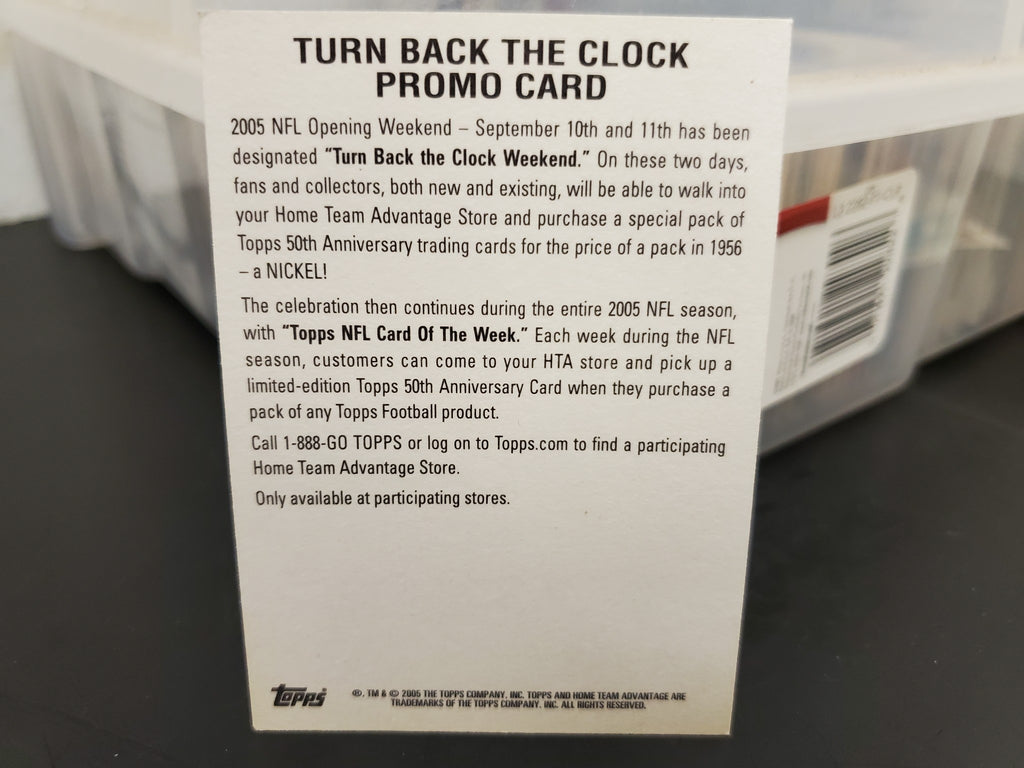 TURN BACK THE CLOCK
PROMO CARD
2005 NFL Opening Weekend – September 10th and 11th has been
designated "Turn Back the Clock Weekend." On these two days,
fans and collectors, both new and existing, will be able to walk into
your Home Team Advantage Store and purchase a special pack of
Topps 50th Anniversary trading cards for the price of a pack in 1956
– a NICKEL!
The celebration then continues during the entire 2005 NFL season,
with "Topps NFL Card Of The Week." Each week during the NFL
season, customers can come to your HTA store and pick up a
limited-edition Topps 50th Anniversary Card when they purchase a
pack of any Topps Football product.
Call 1-888-GO TOPPS or log on to Topps.com to find a participating
Home Team Advantage Store.
Only available at participating stores.
topps
®, TM & © 2005 THE TOPPS COMPANY, INC. TOPPS AND HOME TEAM ADVANTAGE ARE
TRADEMARKS OF THE TOPPS COMPANY, INC. ALL RIGHTS RESERVED.